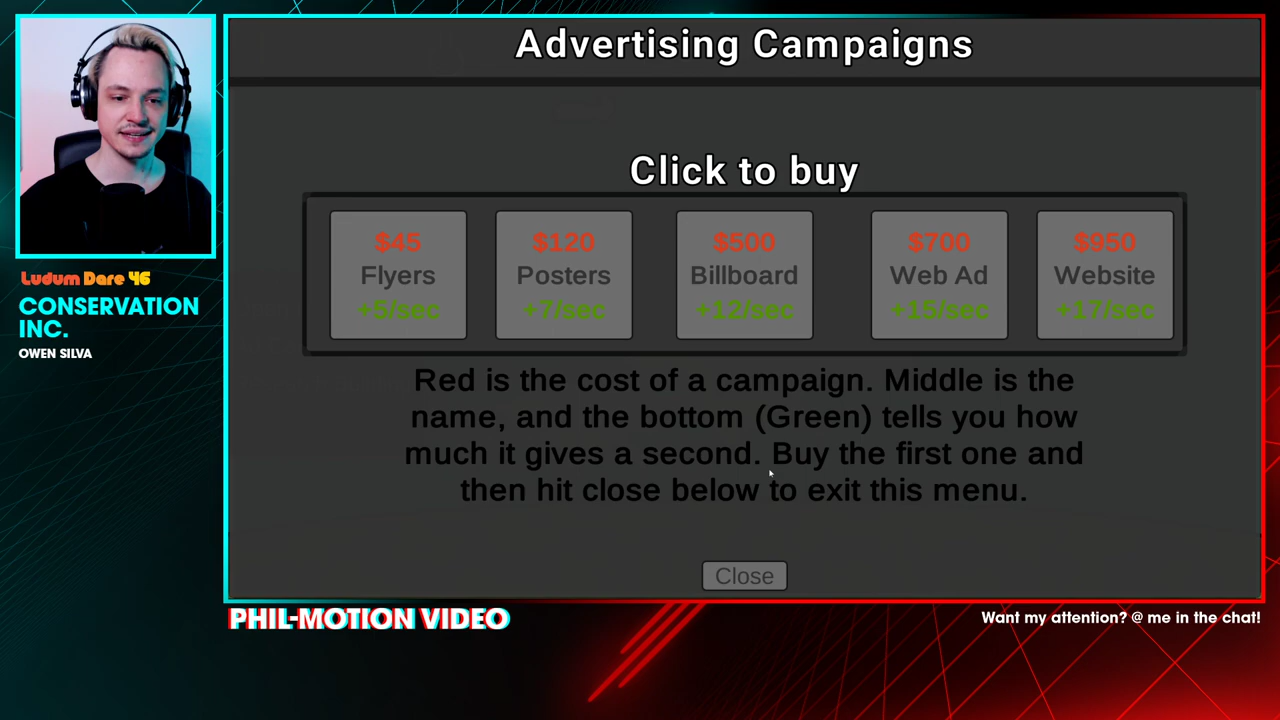 Advertising Campaigns
Click to buy
$45
Flyers
+5/sec
$120
Posters
+7/sec
$500
Billboard
+12/sec
$700
Web Ad
+15/sec
$950
Website
+17/sec
Red is the cost of a campaign. Middle is the
name, and the bottom (Green) tells you how
much it gives a second. Buy the first one and
then hit close below to exit this menu.
Close
Ludum Dare 46
CONSERVATION
INC.
OWEN SILVA
PHIL-MOTION VIDEO
Want my attention? @ me in the chat!